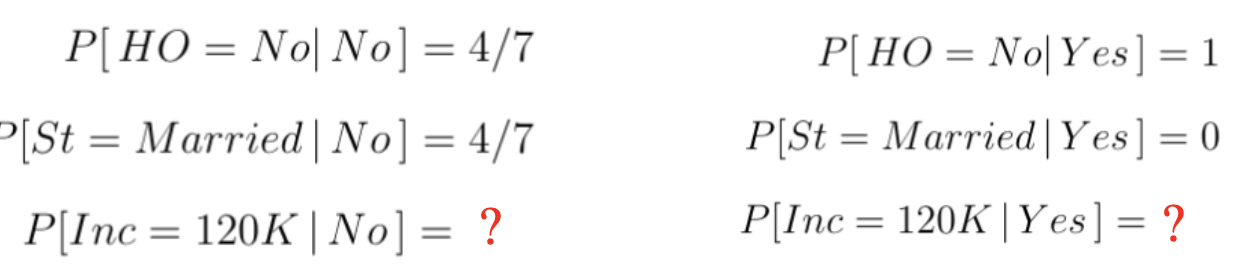 P[ HO = No| No ] = 4/7
P[ HO = No| Yes ] = 1
P[St = Married | No ] = 4/7
P[St = Married | Yes ] = 0
P[Inc = 120K | No ] = ?
P[Inc = 120K | Yes ] = ?